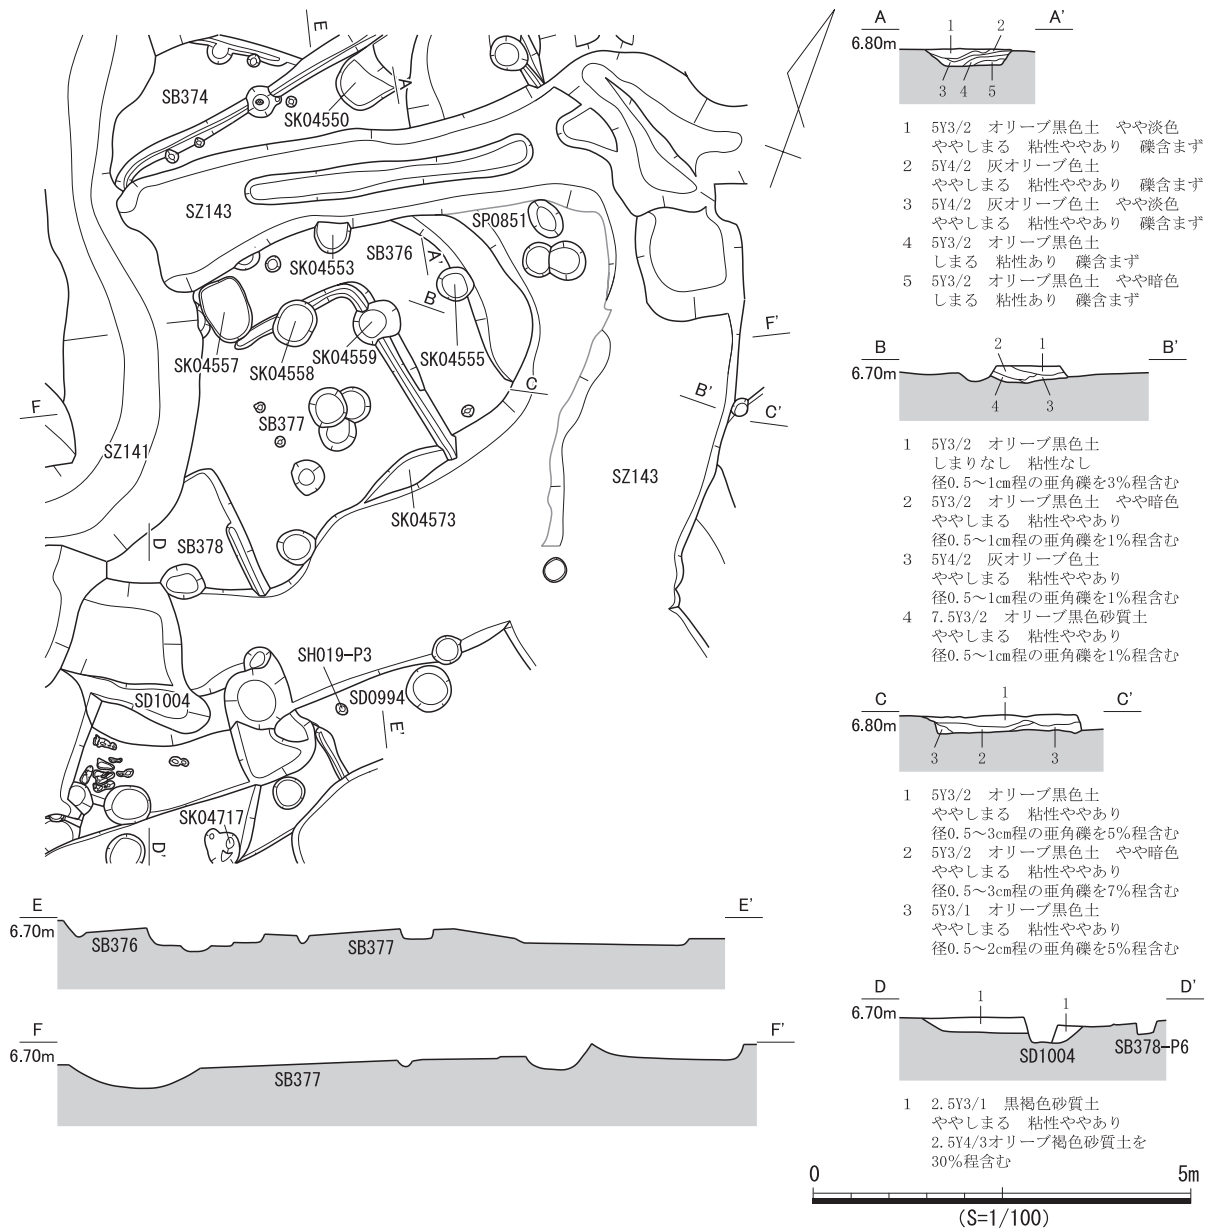 E
SB374
SK04550
A
SZ143
SP0851
SB376
SK04553
A'
B
SK04557
SK04558
SK04559
SK04555
F'
C
B'
C'
F
SB377
SZ141
SZ143
SK04573
D
SB378
SH019-P3
SD1004
SD0994
E'
SK04717
D'
E
E'
6.70m
SB376
SB377
F
F'
6.70m
SB377
A
A'
1 2
6.80m
3 4 5
1 5Y3/2 オリーブ黒色土 やや淡色
ややしまる 粘性ややあり 礫含まず
2 5Y4/2 灰オリーブ色土
ややしまる 粘性ややあり 礫含まず
3 5Y4/2 灰オリーブ色土 やや淡色
ややしまる 粘性ややあり 礫含まず
4 5Y3/2 オリーブ黒色土
しまる 粘性あり 礫含まず
5 5Y3/2 オリーブ黒色土 やや暗色
しまる 粘性あり 礫含まず
B
B'
2 1
6.70m
4 3
1 5Y3/2 オリーブ黒色土
しまりなし 粘性なし
径0.5～1cm程の亜角礫を3%程含む
2 5Y3/2 オリーブ黒色土 やや暗色
ややしまる 粘性ややあり
径0.5～1cm程の亜角礫を1%程含む
3 5Y4/2 灰オリーブ色土
ややしまる 粘性ややあり
径0.5～1cm程の亜角礫を1%程含む
4 7.5Y3/2 オリーブ黒色砂質土
ややしまる 粘性ややあり
径0.5～1cm程の亜角礫を1%程含む
C
C'
1
6.80m
3 2 3
1 5Y3/2 オリーブ黒色土
ややしまる 粘性ややあり
径0.5～3cm程の亜角礫を5%程含む
2 5Y3/2 オリーブ黒色土 やや暗色
ややしまる 粘性ややあり
径0.5～3cm程の亜角礫を7%程含む
3 5Y3/1 オリーブ黒色土
ややしまる 粘性ややあり
径0.5～2cm程の亜角礫を5%程含む
D
D'
1 1
6.70m
SD1004
SB378-P6
1 2.5Y3/1 黒褐色砂質土
ややしまる 粘性ややあり
2.5Y4/3オリーブ褐色砂質土を
30%程含む
0 5m
(S=1/100)